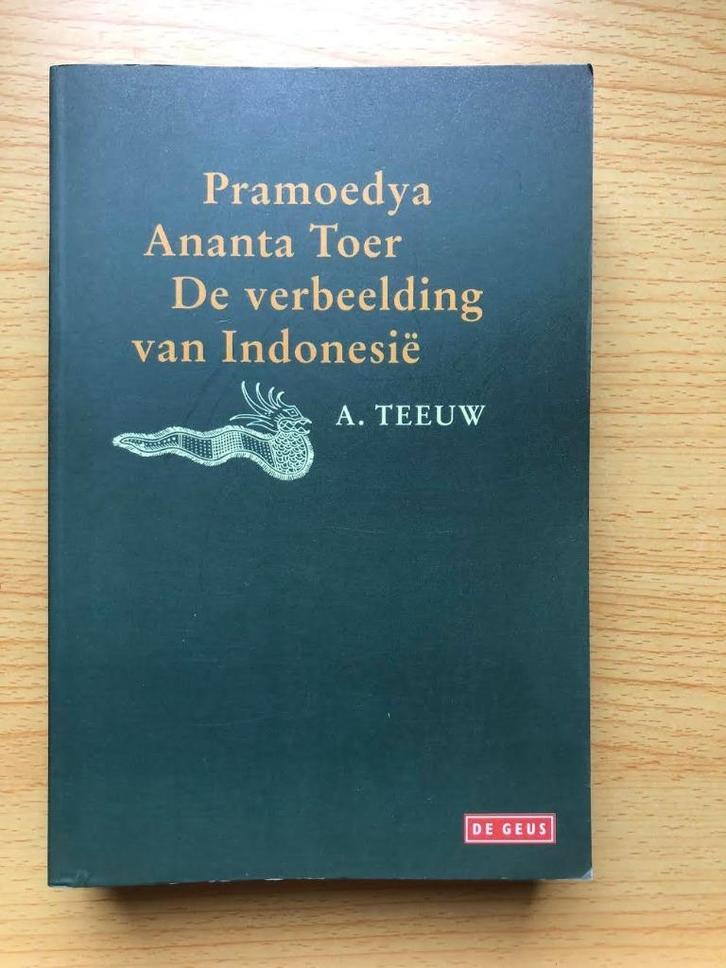 Pramoedya
Ananta Toer
De verbeelding
van Indonesië
A. TEEUW
DE GEUS